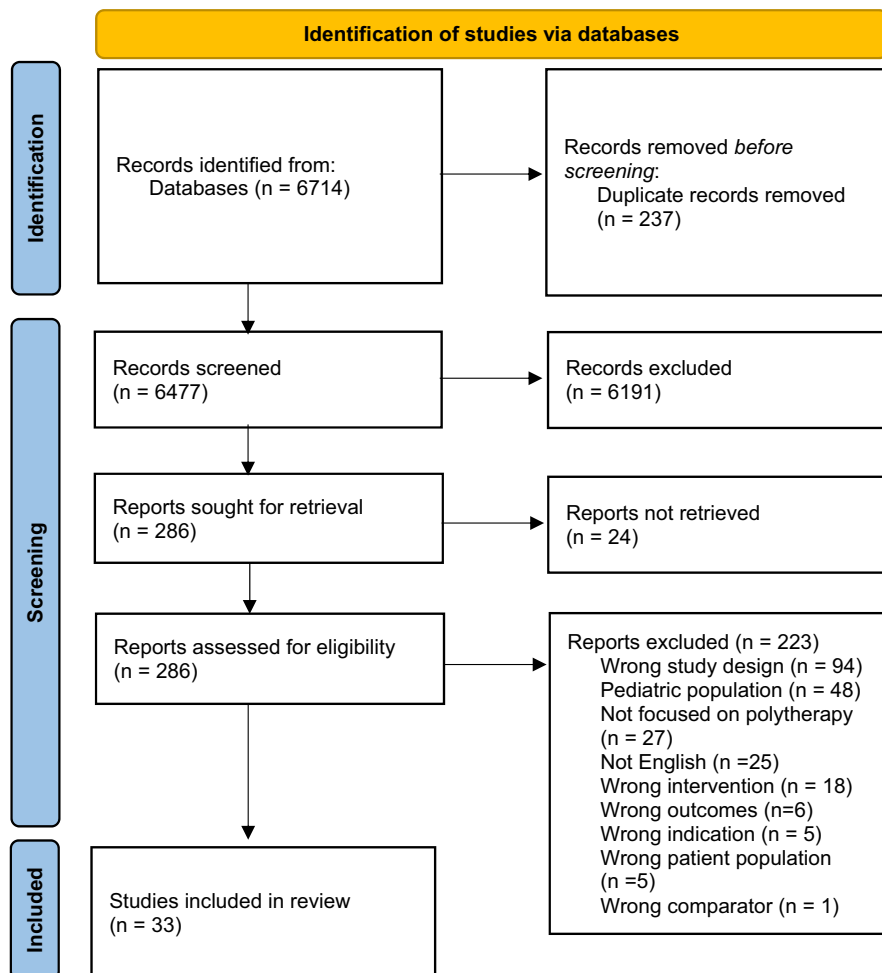 Identification of studies via databases
Identification
Records identified from:
Databases (n = 6714)
Records removed before
screening:
Duplicate records removed
(n = 237)
Screening
Records screened
(n = 6477)
Records excluded
(n = 6191)
Reports sought for retrieval
(n = 286)
Reports not retrieved
(n = 24)
Reports assessed for eligibility
(n = 286)
Reports excluded (n = 223)
Wrong study design (n = 94)
Pediatric population (n = 48)
Not focused on polytherapy
(n = 27)
Not English (n =25)
Wrong intervention (n = 18)
Wrong outcomes (n=6)
Wrong indication (n = 5)
Wrong patient population
(n =5)
Wrong comparator (n = 1)
Included
Studies included in review
(n = 33)